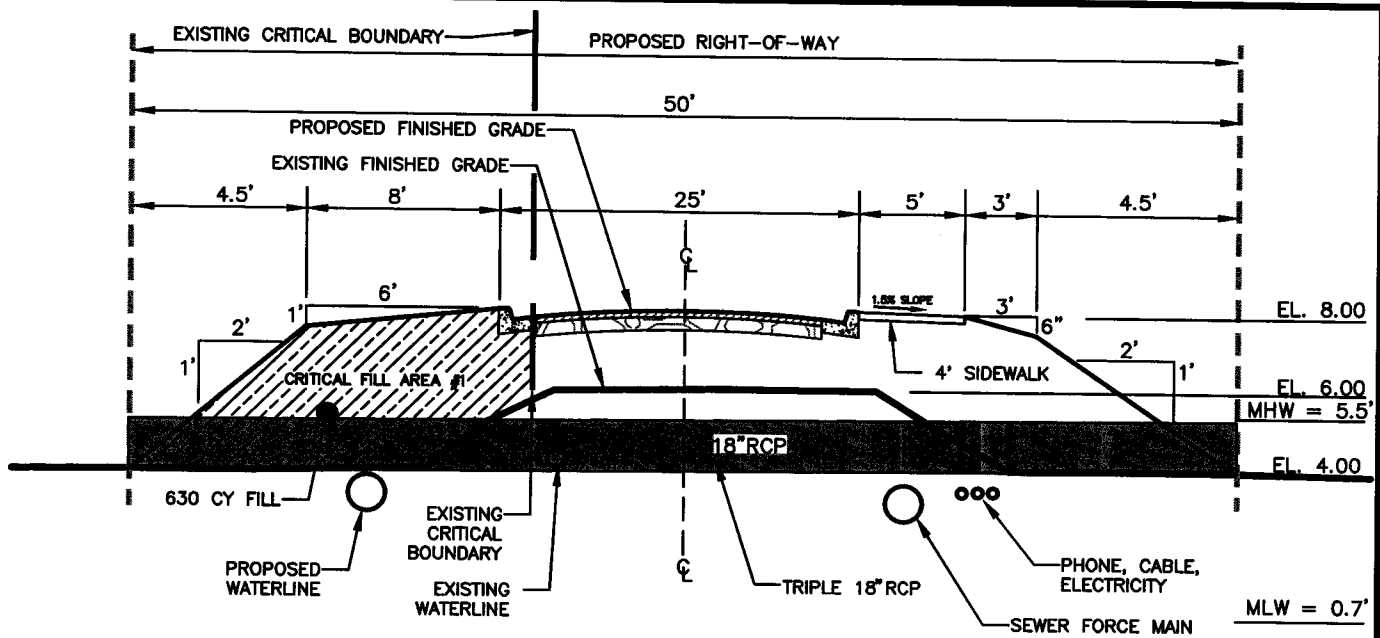 EXISTING CRITICAL BOUNDARY
PROPOSED RIGHT-OF-WAY
50'
PROPOSED FINISHED GRADE
EXISTING FINISHED GRADE
4.5'
8'
25'
5'
3'
4.5'
℄
6'
1'
2'
1'
1.5% SLOPE
3'
6"
EL. 8.00
2'
1'
4' SIDEWALK
CRITICAL FILL AREA #1
EL. 6.00
MHW = 5.5'
18"RCP
EL. 4.00
630 CY FILL
EXISTING
CRITICAL
BOUNDARY
PROPOSED
WATERLINE
EXISTING
WATERLINE
℄
TRIPLE 18"RCP
PHONE, CABLE,
ELECTRICITY
SEWER FORCE MAIN
MLW = 0.7'